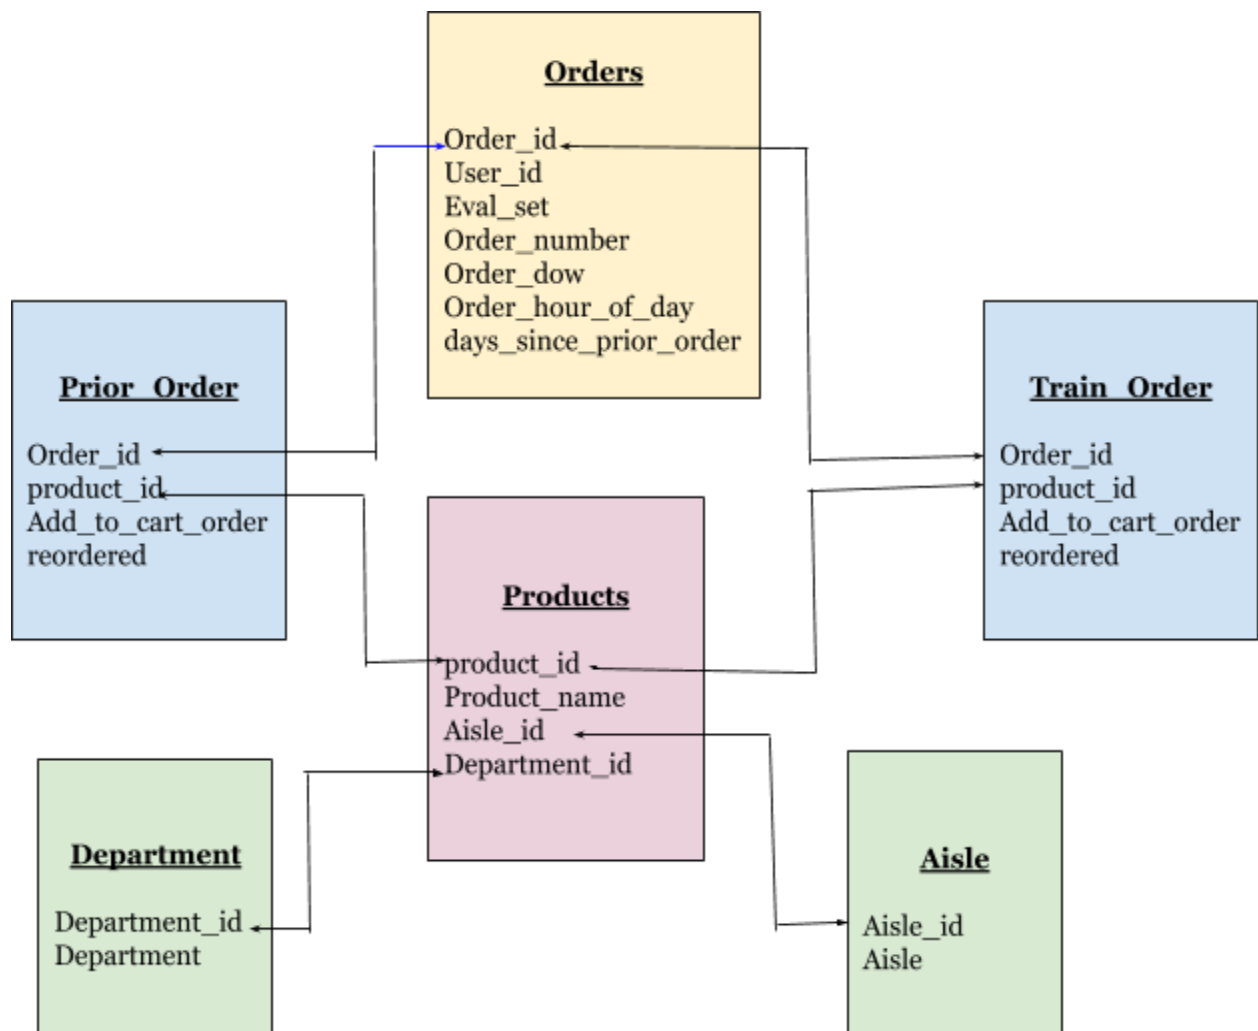 Orders
Order_id
User_id
Eval_set
Order_number
Order_dow
Order_hour_of_day
days_since_prior_order
Prior_Order
Order_id
product_id
Add_to_cart_order
reordered
Train_Order
Order_id
product_id
Add_to_cart_order
reordered
Products
product_id
Product_name
Aisle_id
Department_id
Department
Department_id
Department
Aisle
Aisle_id
Aisle